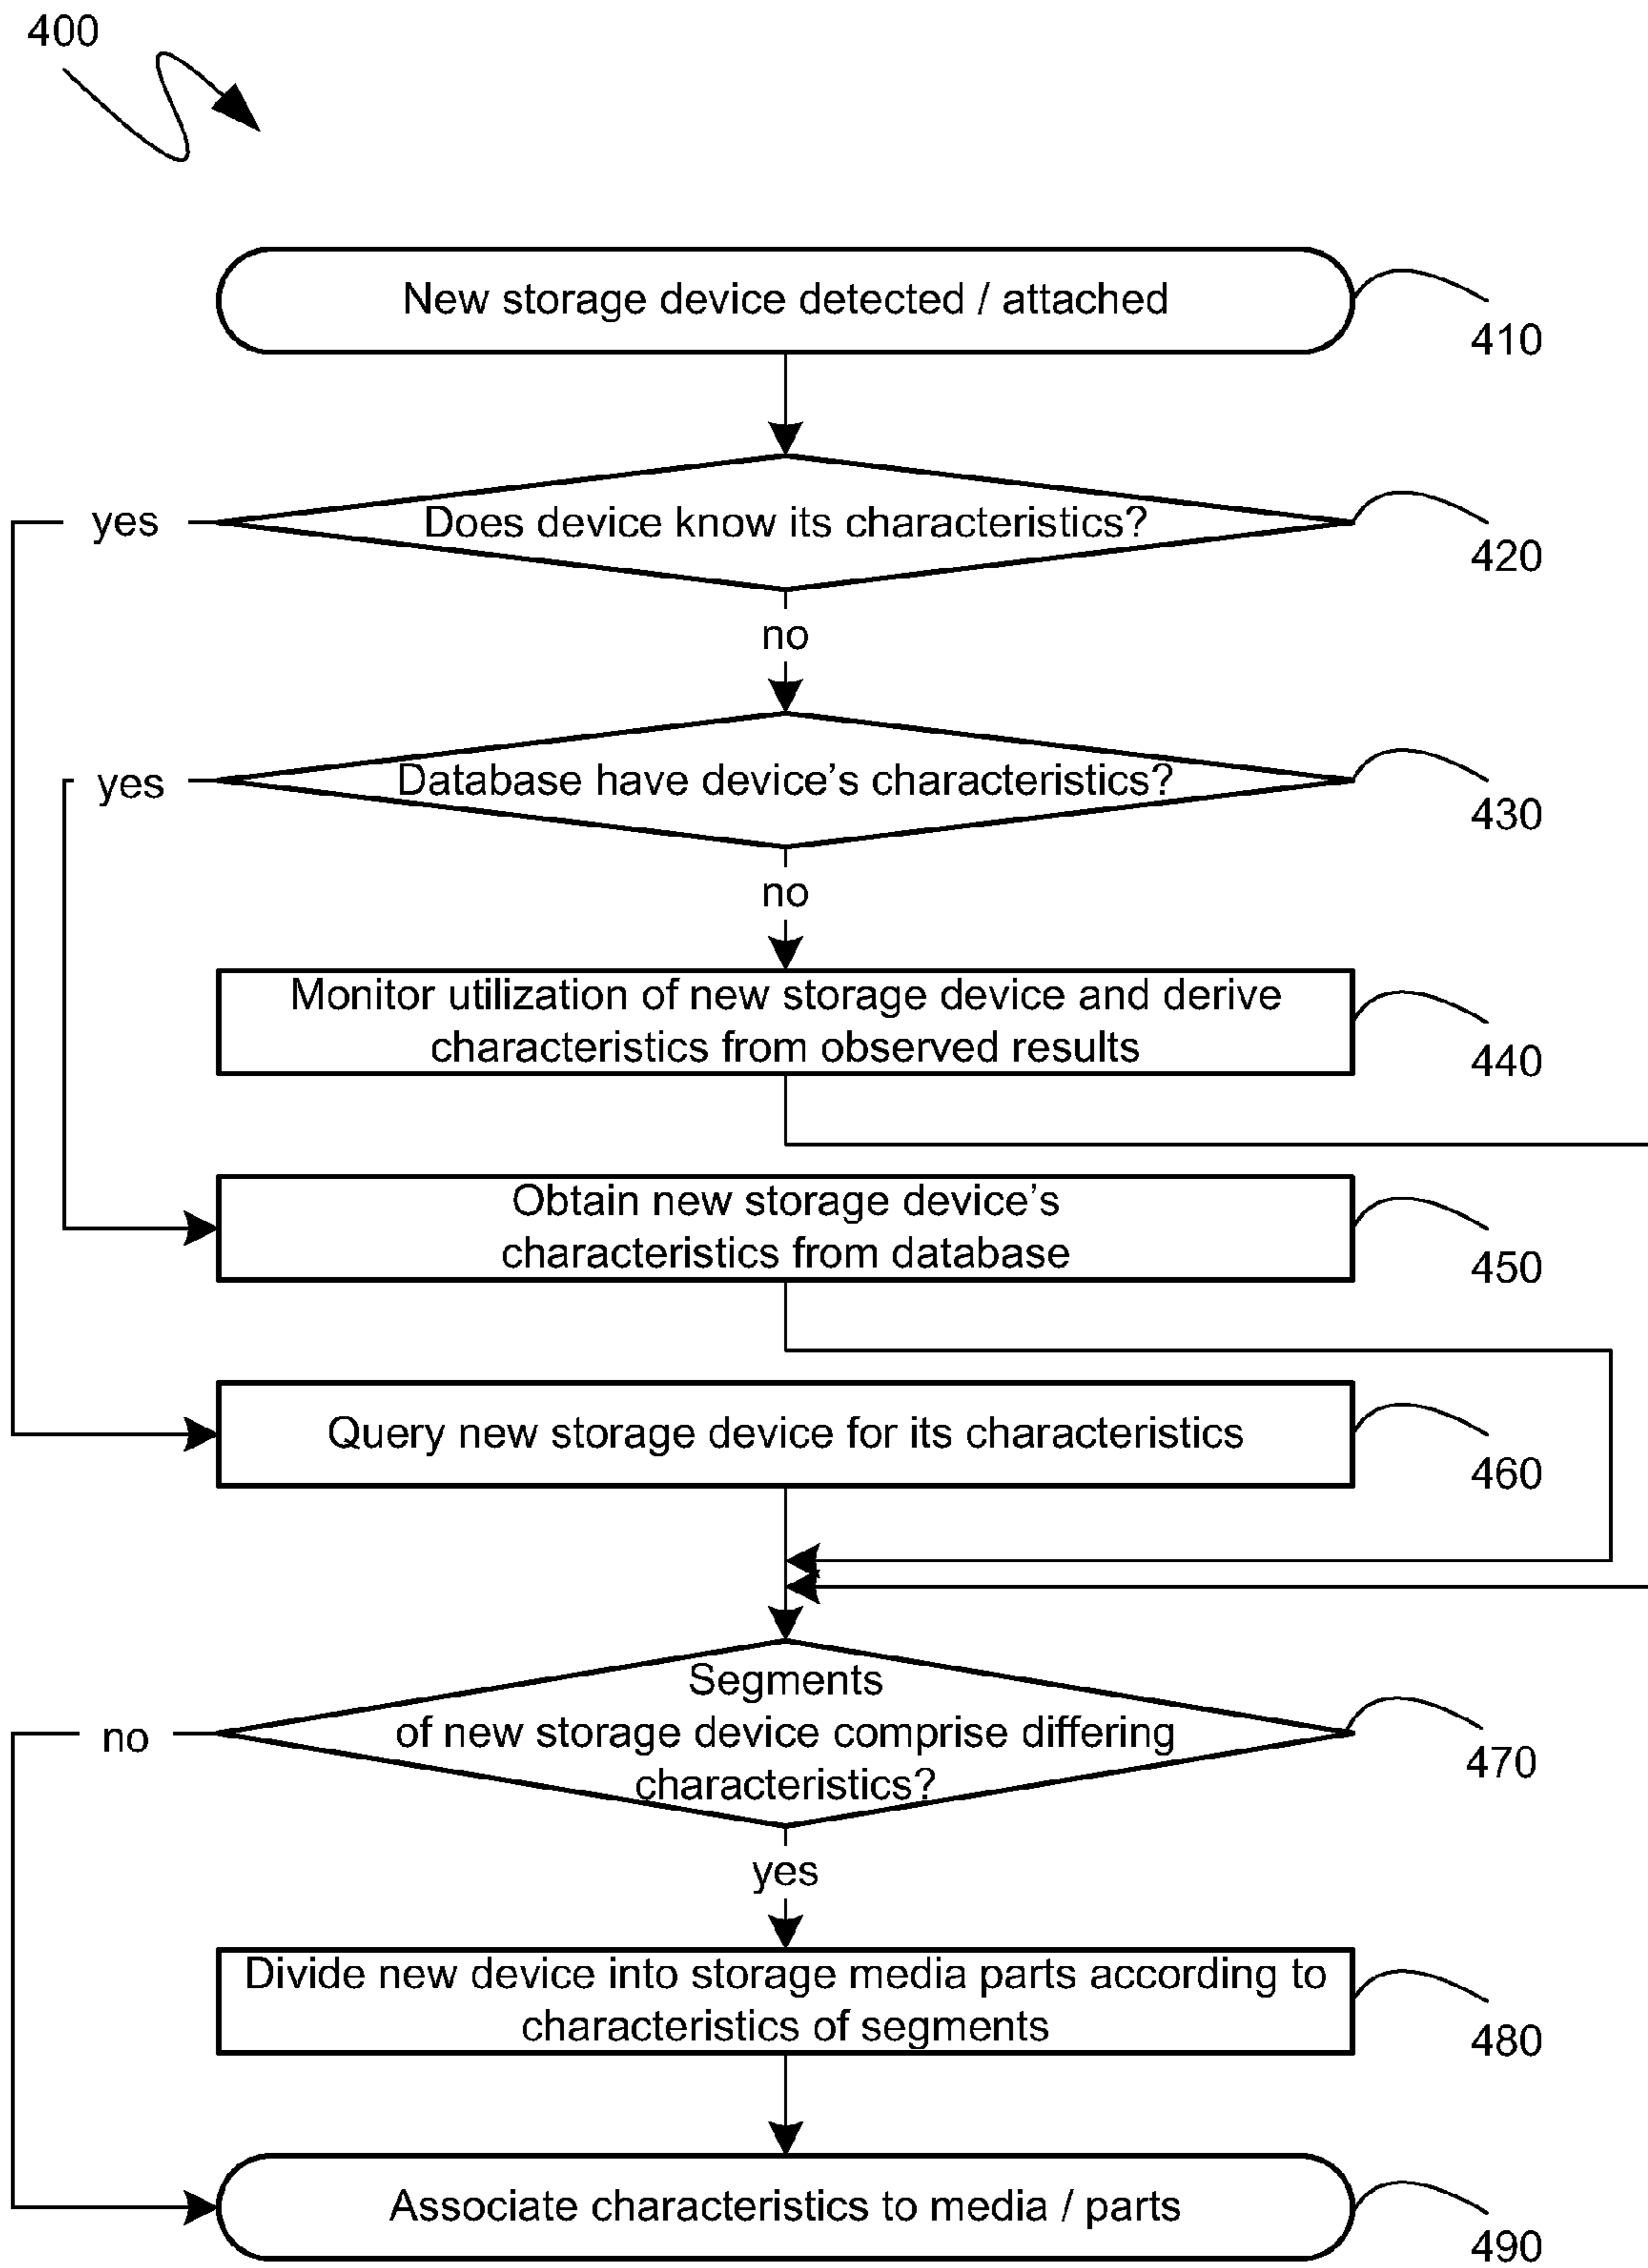 400
New storage device detected / attached
410
yes
Does device know its characteristics?
420
no
yes
Database have device's characteristics?
430
no
Monitor utilization of new storage device and derive
characteristics from observed results
440
Obtain new storage device's
characteristics from database
450
Query new storage device for its characteristics
460
Segments
of new storage device comprise differing
characteristics?
no
470
yes
Divide new device into storage media parts according to
characteristics of segments
480
Associate characteristics to media / parts
490